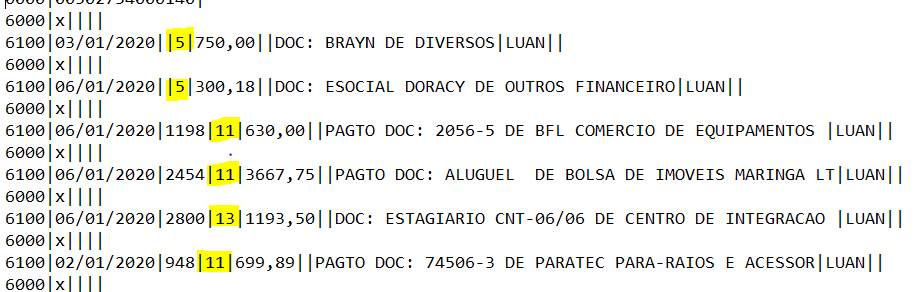 6000|x||||
6100|03/01/2020||5|750,00||DOC: BRAYN DE DIVERSOS|LUAN||
6000|x||||
6100|06/01/2020||5|300,18||DOC: ESOCIAL DORACY DE OUTROS FINANCEIRO|LUAN||
6000|x||||
6100|06/01/2020|1198|11|630,00||PAGTO DOC: 2056-5 DE BFL COMERCIO DE EQUIPAMENTOS |LUAN||
6000|x||||
6100|06/01/2020|2454|11|3667,75||PAGTO DOC: ALUGUEL  DE BOLSA DE IMOVEIS MARINGA LT|LUAN||
6000|x||||
6100|06/01/2020|2800|13|1193,50||DOC: ESTAGIARIO CNT-06/06 DE CENTRO DE INTEGRACAO |LUAN||
6000|x||||
6100|02/01/2020|948|11|699,89||PAGTO DOC: 74506-3 DE PARATEC PARA-RAIOS E ACESSOR|LUAN||
6000|x||||